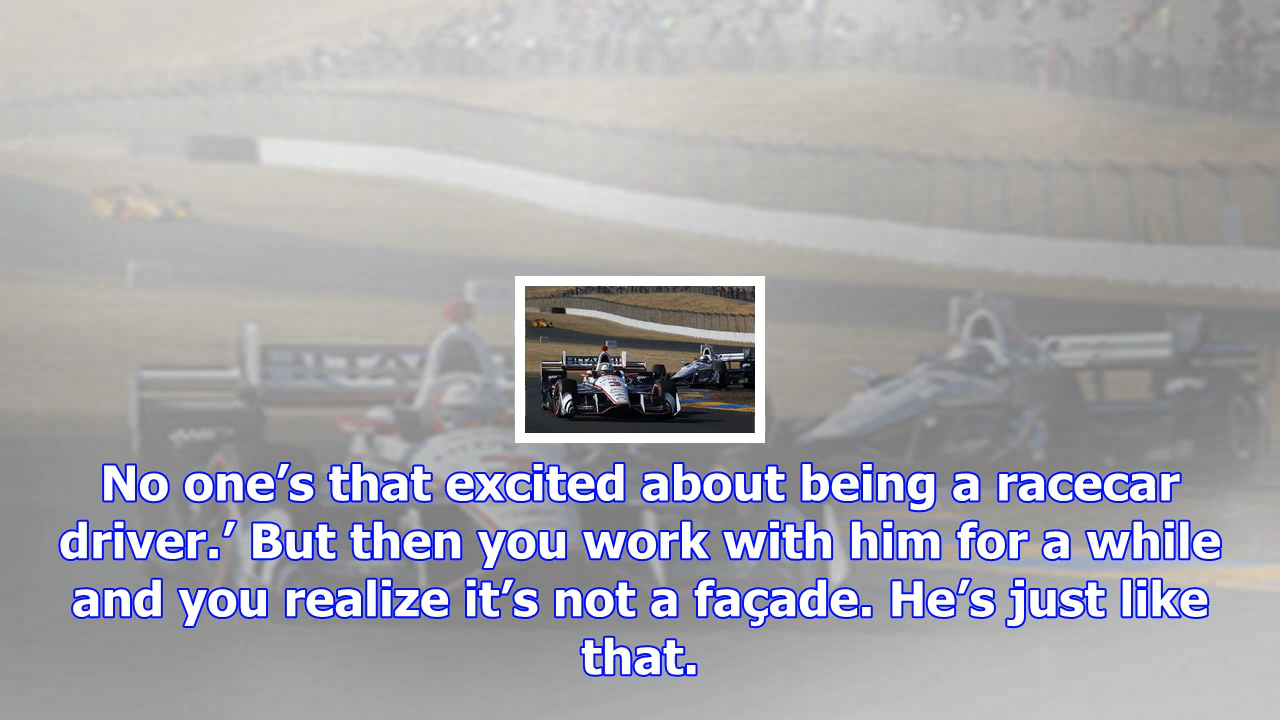 No one’s that excited about being a racecar
driver.’ But then you work with him for a while
and you realize it’s not a façade. He’s just like
that.